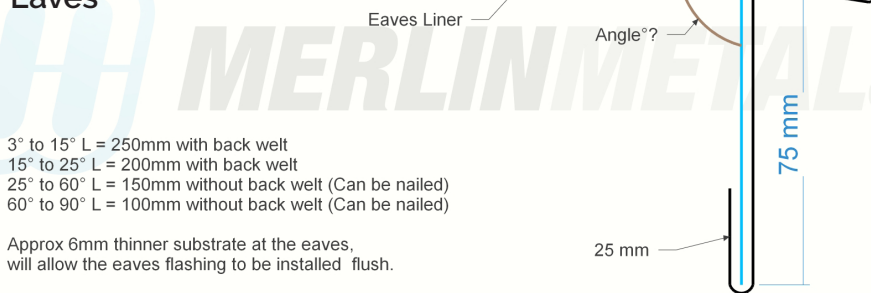 Eaves
Eaves Liner
Angle°?
MERLINMETAL
75 mm
3° to 15° L = 250mm with back welt
15° to 25° L = 200mm with back welt
25° to 60° L = 150mm without back welt (Can be nailed)
60° to 90° L = 100mm without back welt (Can be nailed)
Approx 6mm thinner substrate at the eaves,
will allow the eaves flashing to be installed  flush.
25 mm